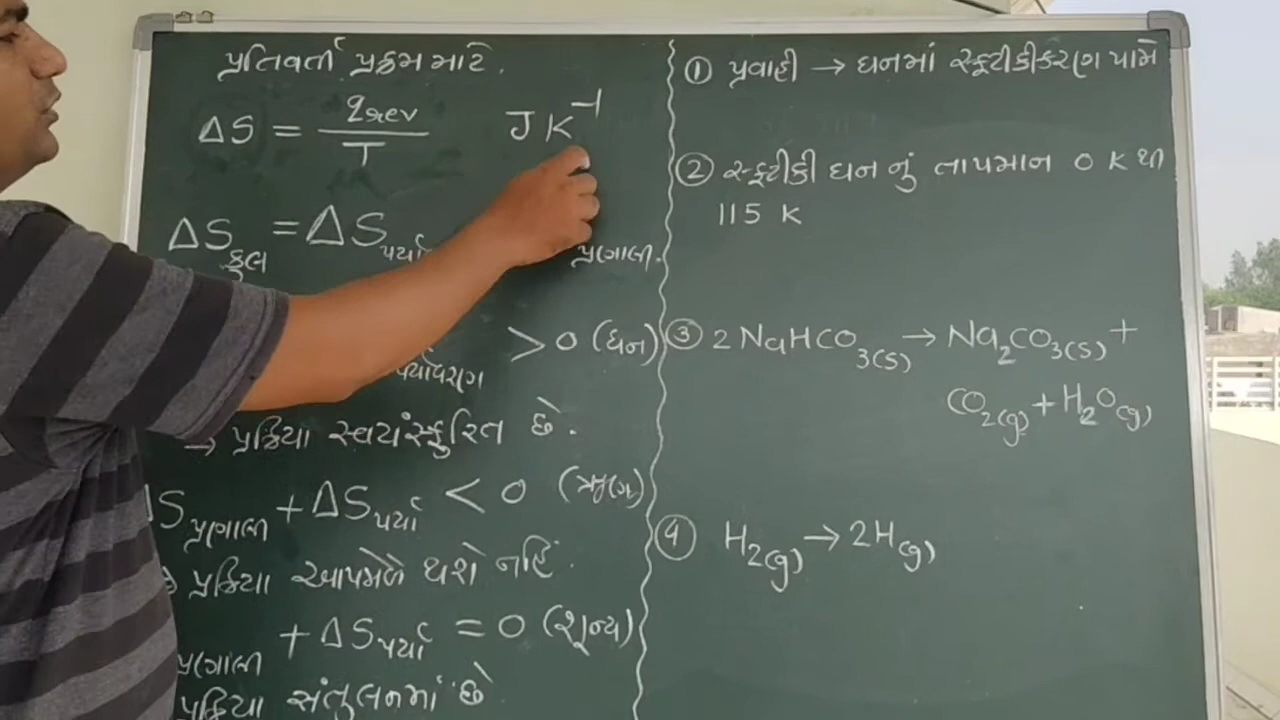 પ્રતિવર્તી પ્રક્રમ માટે.
ΔS = qrev / T   J K⁻¹
ΔS કુલ = ΔS પર્યા પ્રણાલી.
પર્યાવરણ > 0 (ધન)
→ પ્રક્રિયા સ્વયંસ્ફુરિત છે.
ΔS પ્રણાલી + ΔS પર્યા < 0 (ઋણ)
પ્રક્રિયા આપમેળે થશે નહિં.
પ્રણાલી + ΔS પર્યા = 0 (શૂન્ય)
પ્રક્રિયા સંતુલનમાં છે
① પ્રવાહી → ઘનમાં સ્ફટીકીકરણ પામે
② સ્ફટીકી ઘન નું તાપમાન 0 K થી
115 K
③ 2 NaHCO₃(s) → Na₂CO₃(s) +
CO₂(g) + H₂O(g)
④ H₂(g) → 2H(g)